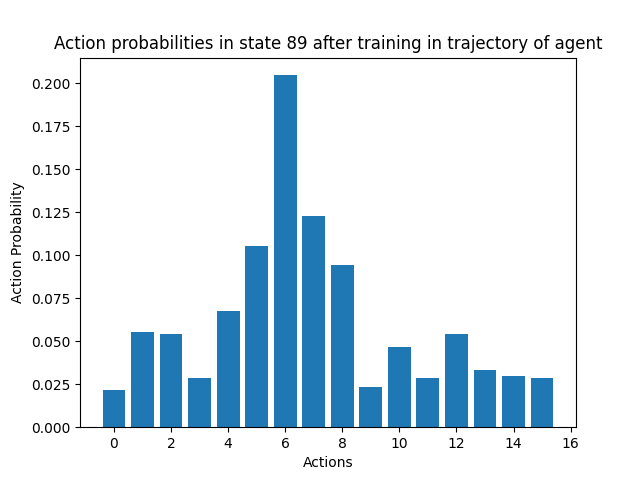 Action probabilities in state 89 after training in trajectory of agent
0.200
0.175
0.150
0.125
0.100
0.075
0.050
0.025
0.000
Action Probability
0 2 4 6 8 10 12 14 16
Actions